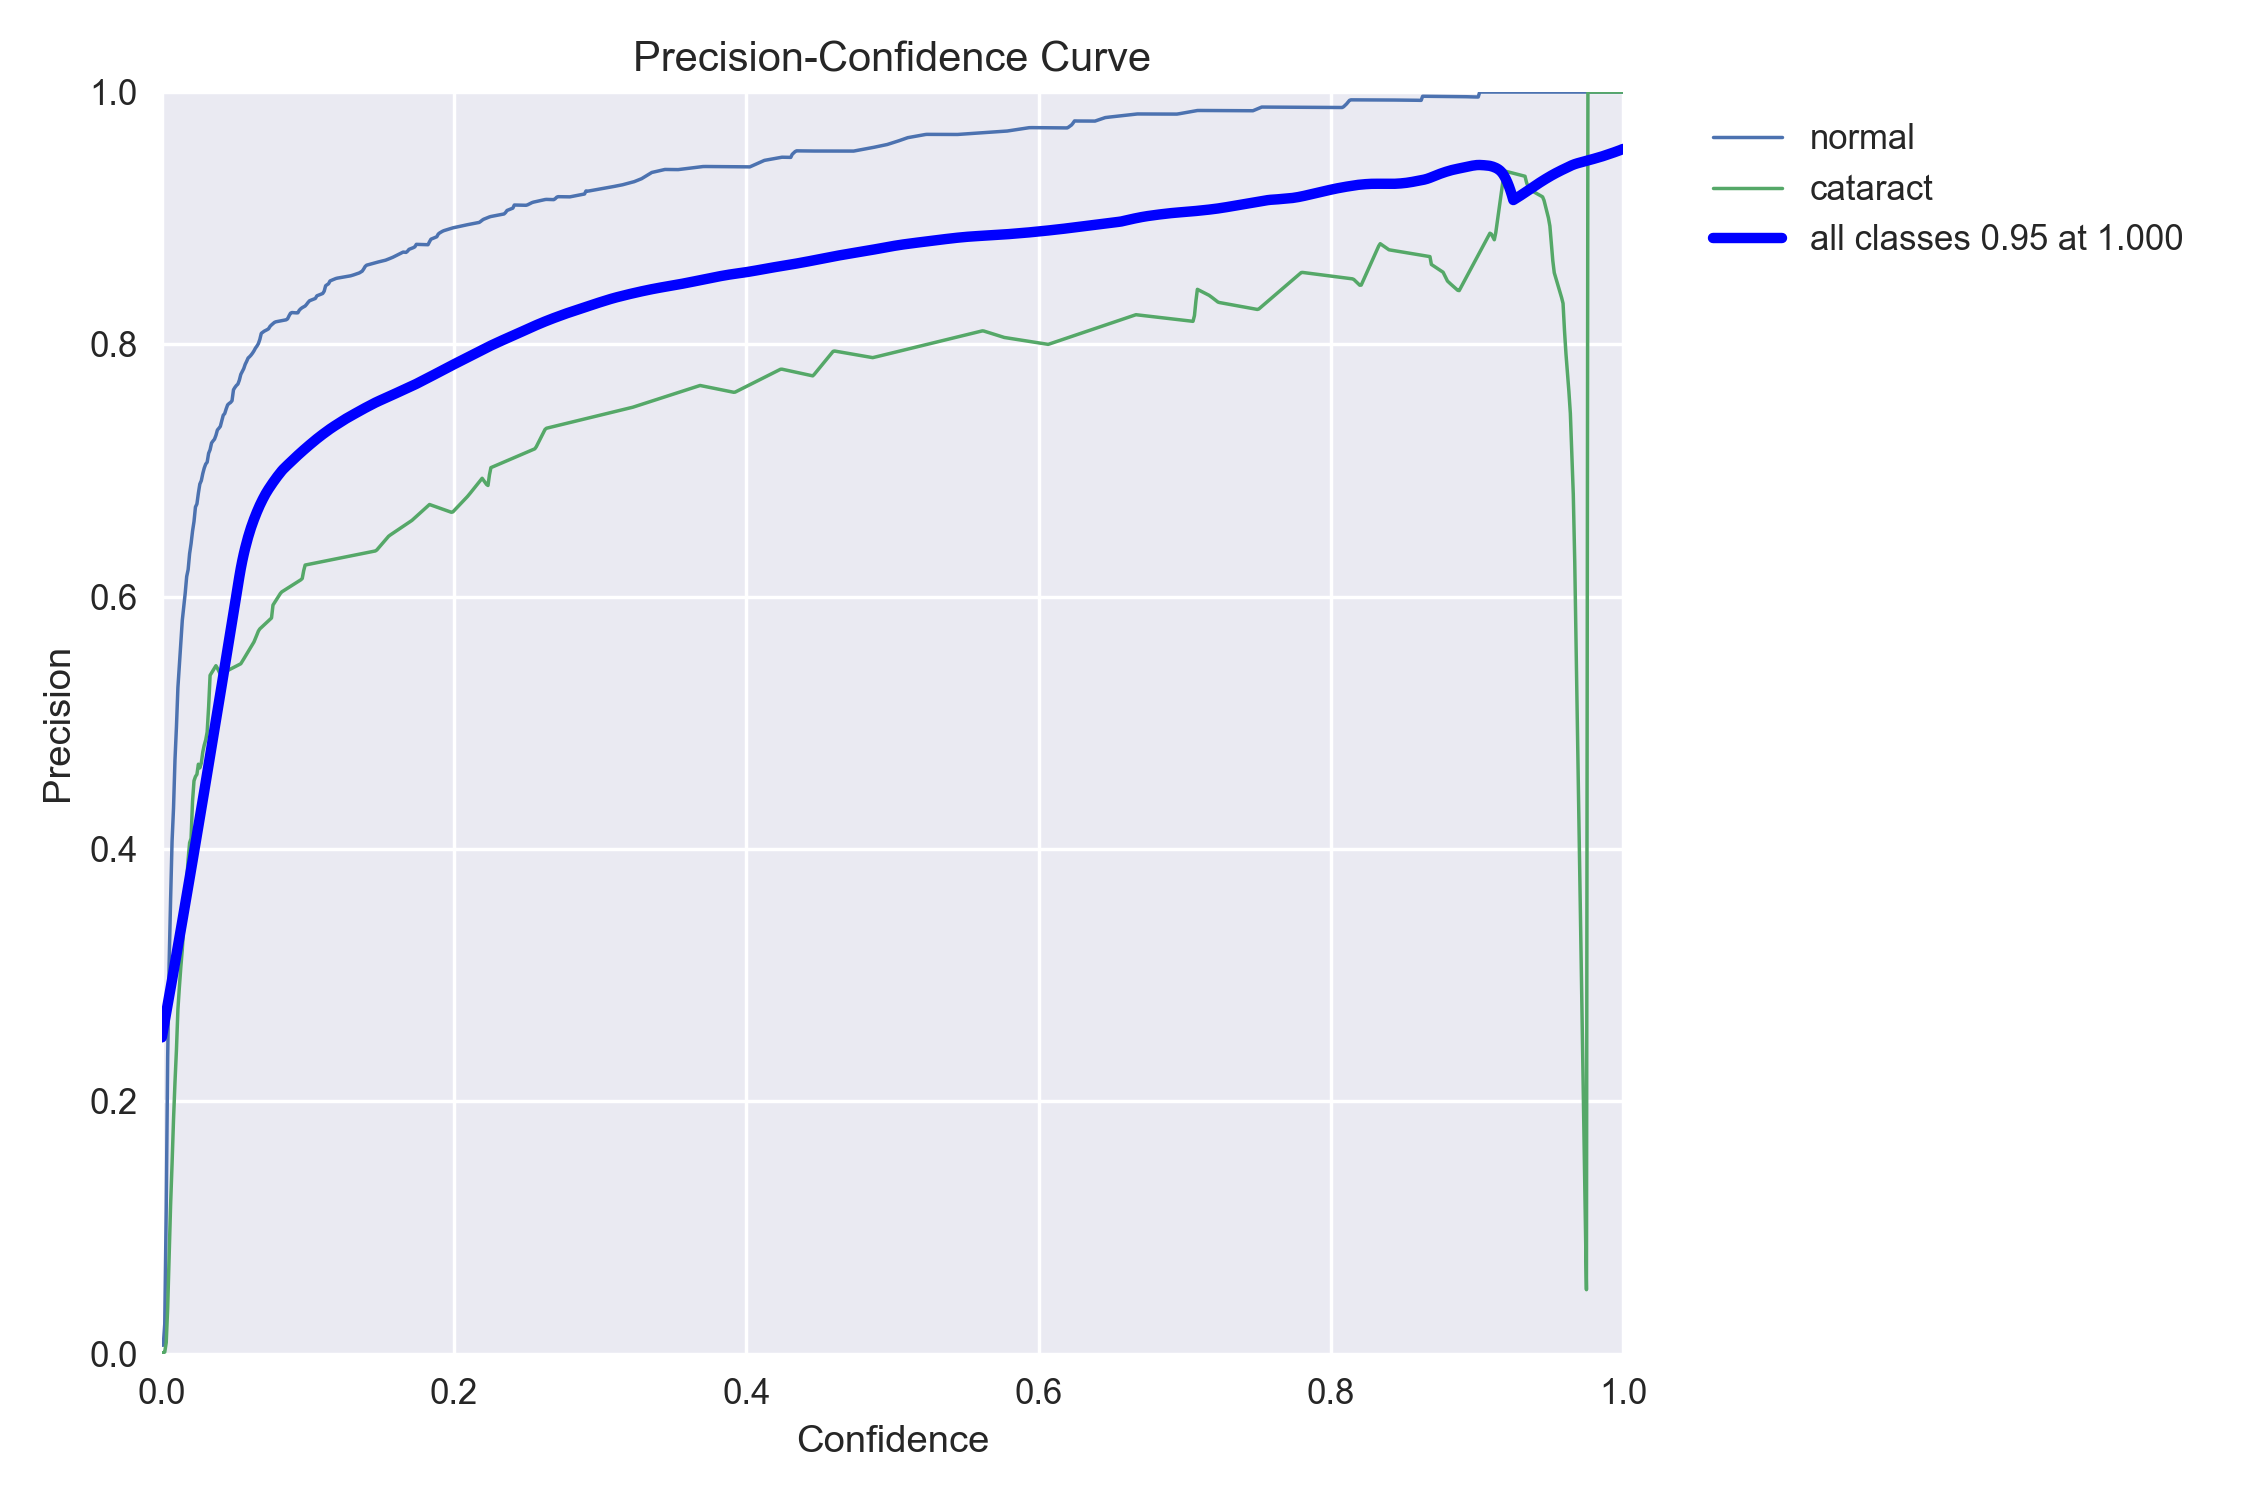 Precision-Confidence Curve
1.0
0.8
0.6
0.4
0.2
0.0
Precision
0.0 0.2 0.4 0.6 0.8 1.0
Confidence
normal
cataract
all classes 0.95 at 1.000